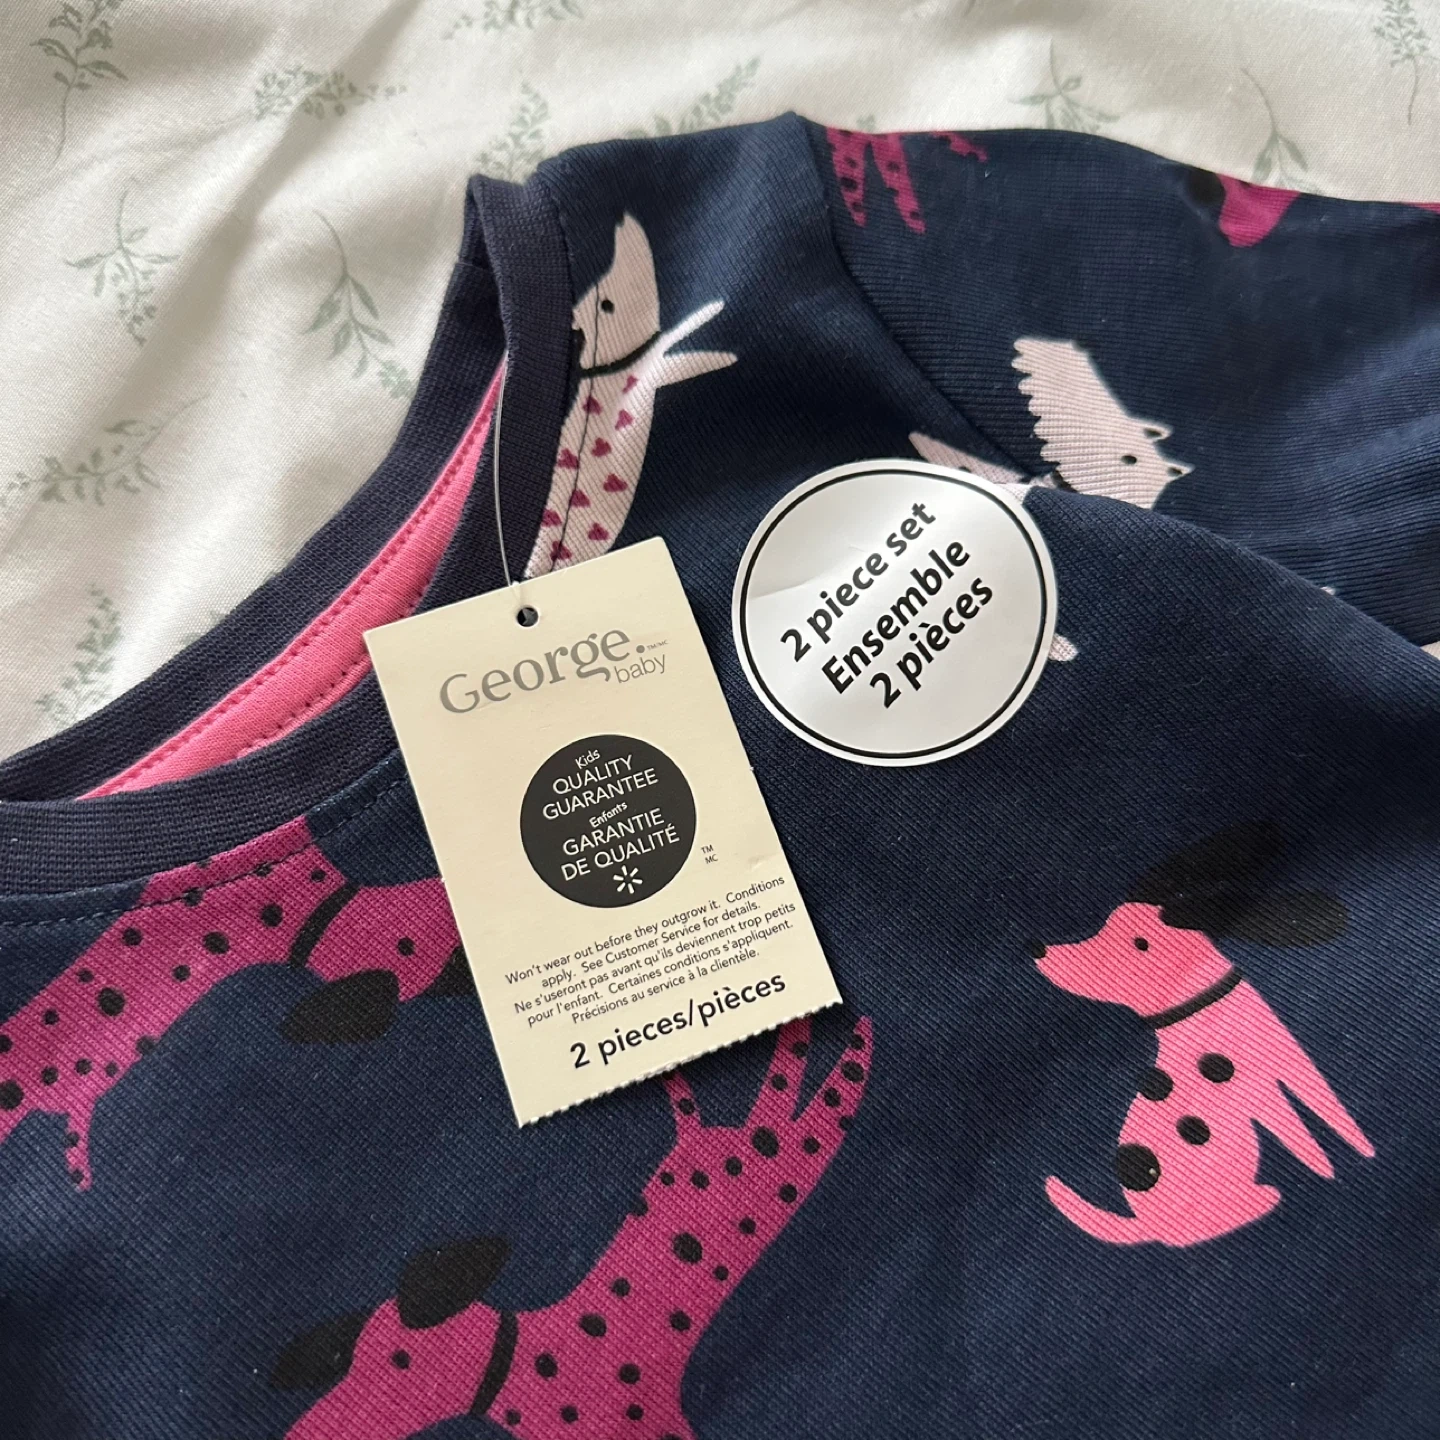 George.™/MC
baby
Kids
QUALITY
GUARANTEE
Enfants
GARANTIE
DE QUALITÉ
TM
MC
Won't wear out before they outgrow it. Conditions
apply. See Customer Service for details.
Ne s'useront pas avant qu'ils deviennent trop petits
pour l'enfant. Certaines conditions s'appliquent.
Précisions au service à la clientèle.
2 pieces/pièces
2 piece set
Ensemble
2 pièces